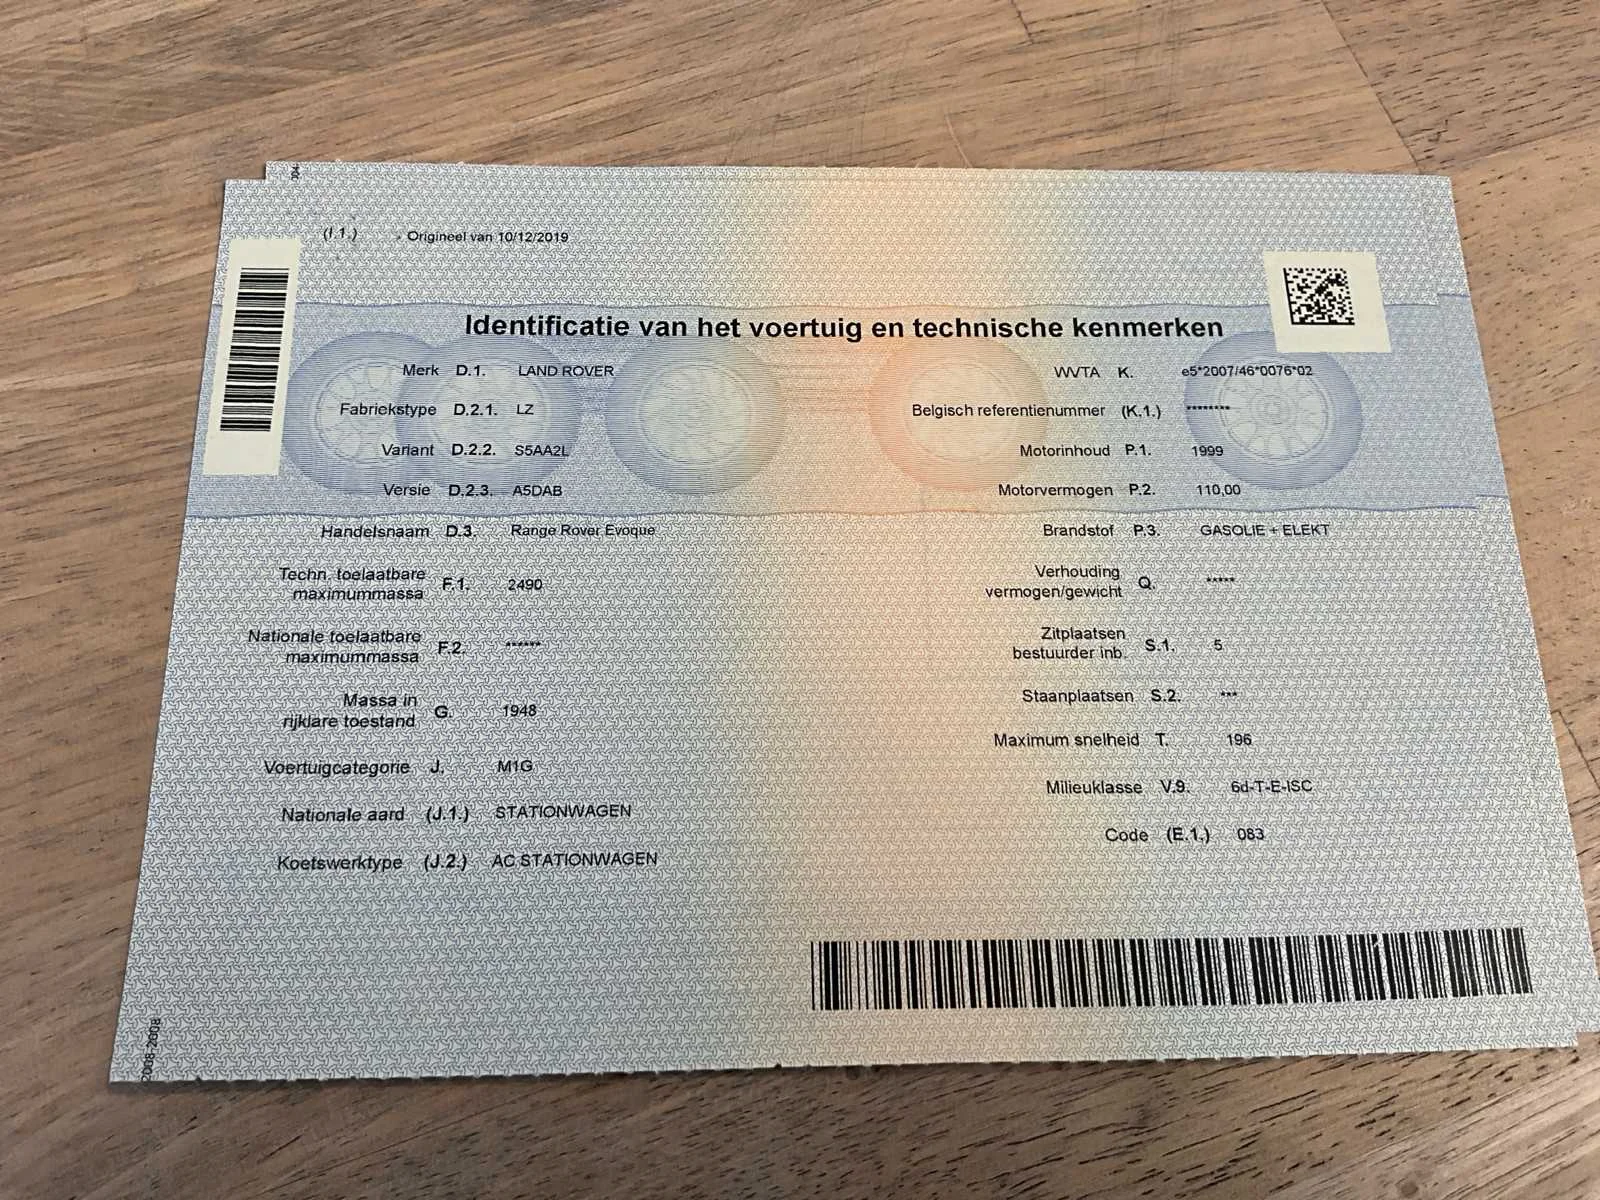 (I.1.) Origineel van 10/12/2019
Identificatie van het voertuig en technische kenmerken
Merk D.1. LAND ROVER
Fabriekstype D.2.1. LZ
Variant D.2.2. S5AA2L
Versie D.2.3. A5DAB
Handelsnaam D.3. Range Rover Evoque
Techn. toelaatbare
maximummassa F.1. 2490
Nationale toelaatbare
maximummassa F.2. ******
Massa in
rijklare toestand G. 1948
Voertuigcategorie J. M1G
Nationale aard (J.1.) STATIONWAGEN
Koetswerktype (J.2.) AC STATIONWAGEN
WVTA K. e5*2007/46*0076*02
Belgisch referentienummer (K.1.) ********
Motorinhoud P.1. 1999
Motorvermogen P.2. 110,00
Brandstof P.3. GASOLIE + ELEKT
Verhouding
vermogen/gewicht Q. *****
Zitplaatsen
bestuurder inb. S.1. 5
Staanplaatsen S.2. ***
Maximum snelheid T. 196
Milieuklasse V.9. 6d-T-E-ISC
Code (E.1.) 083